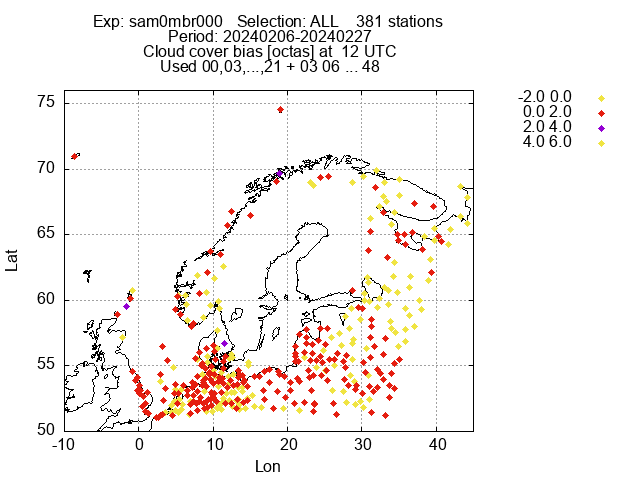 Exp: sam0mbr000   Selection: ALL    381 stations
Period: 20240206-20240227
Cloud cover bias [octas] at  12 UTC
Used 00,03,...,21 + 03 06 ... 48
-2.0 0.0
0.0 2.0
2.0 4.0
4.0 6.0
75
70
65
60
55
50
Lat
-10 0 10 20 30 40
Lon